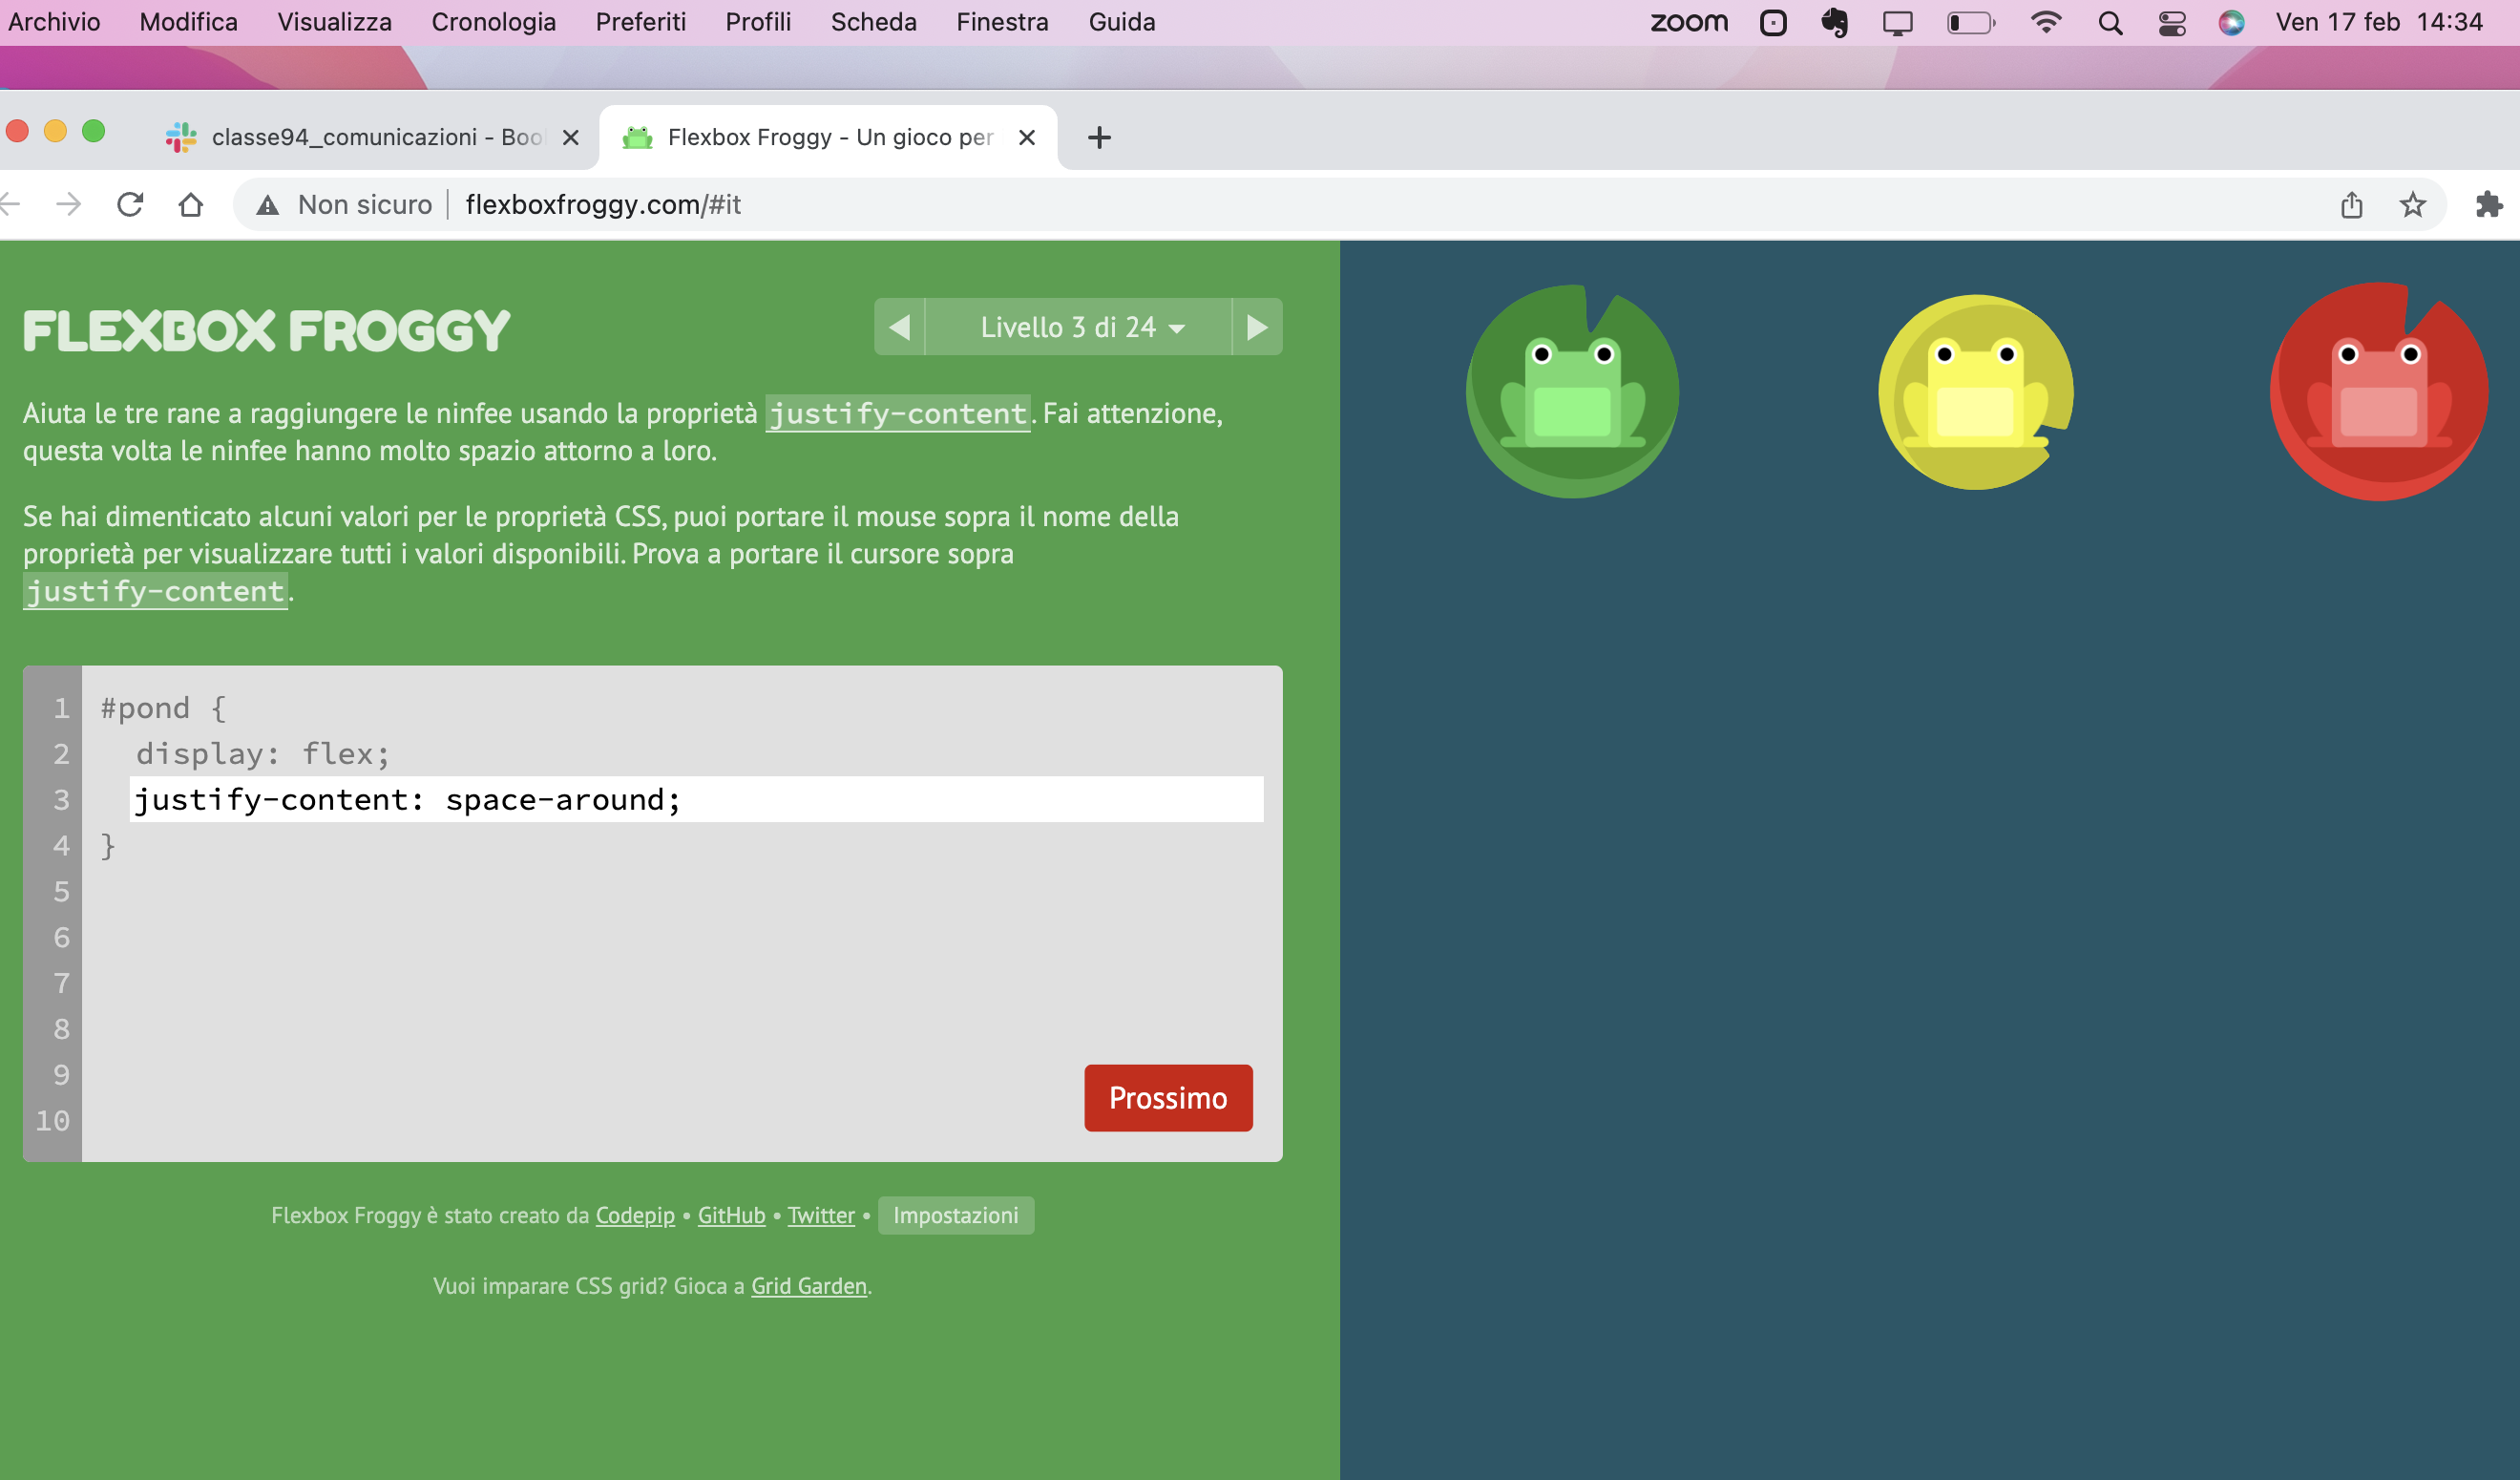 Archivio Modifica Visualizza Cronologia Preferiti Profili Scheda Finestra Guida zoom Ven 17 feb 14:34
classe94_comunicazioni - Boo Flexbox Froggy - Un gioco per
Non sicuro flexboxfroggy.com/#it
FLEXBOX FROGGY
Livello 3 di 24
Aiuta le tre rane a raggiungere le ninfee usando la proprietà justify-content. Fai attenzione,
questa volta le ninfee hanno molto spazio attorno a loro.
Se hai dimenticato alcuni valori per le proprietà CSS, puoi portare il mouse sopra il nome della
proprietà per visualizzare tutti i valori disponibili. Prova a portare il cursore sopra
justify-content.
1 #pond {
2 display: flex;
3 justify-content: space-around;
4 }
5
6
7
8
9
10
Prossimo
Flexbox Froggy è stato creato da Codepip • GitHub • Twitter • Impostazioni
Vuoi imparare CSS grid? Gioca a Grid Garden.